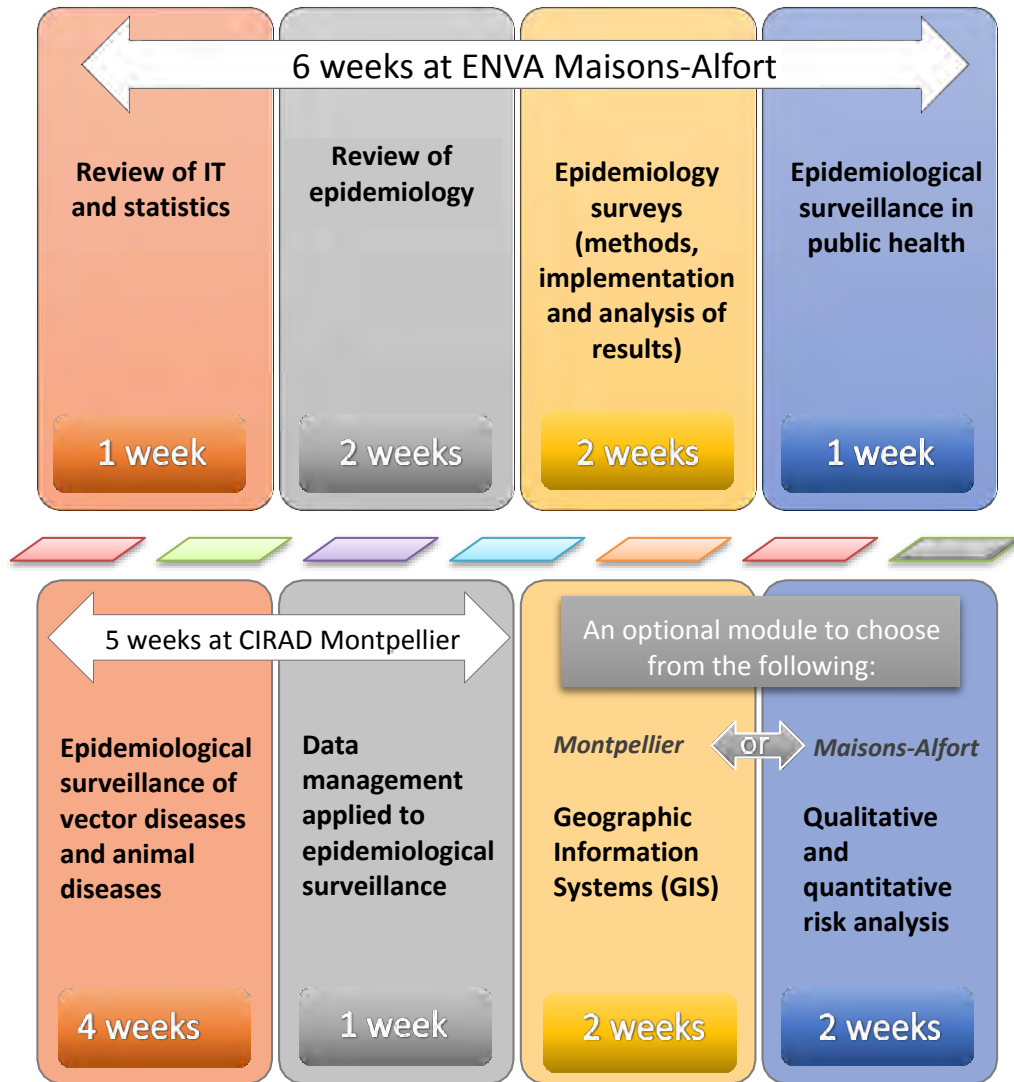 6 weeks at ENVA Maisons-Alfort
Review of IT
and statistics
1 week
Review of
epidemiology
2 weeks
Epidemiology
surveys
(methods,
implementation
and analysis of
results)
2 weeks
Epidemiological
surveillance in
public health
1 week
5 weeks at CIRAD Montpellier
Epidemiological
surveillance of
vector diseases
and animal
diseases
4 weeks
Data
management
applied to
epidemiological
surveillance
1 week
An optional module to choose
from the following:
Montpellier or Maisons-Alfort
Geographic
Information
Systems (GIS)
2 weeks
Qualitative
and
quantitative
risk analysis
2 weeks